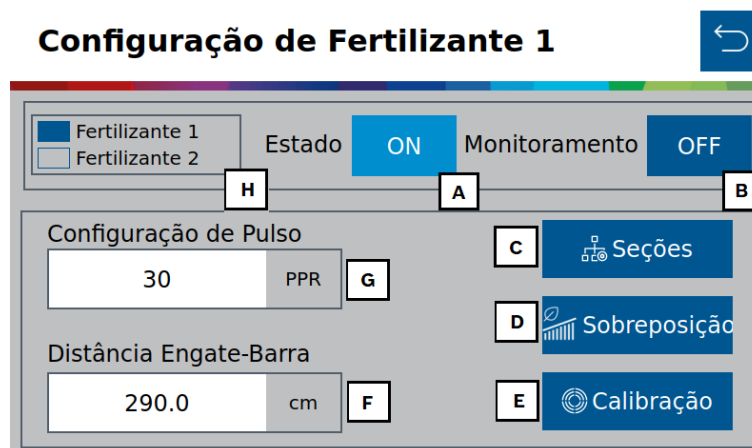 Configuração de Fertilizante 1
Fertilizante 1
Fertilizante 2
Estado
ON
Monitoramento
OFF
H
A
B
Configuração de Pulso
30
PPR
G
C
Seções
D
Sobreposição
Distância Engate-Barra
290.0
cm
F
E
Calibração